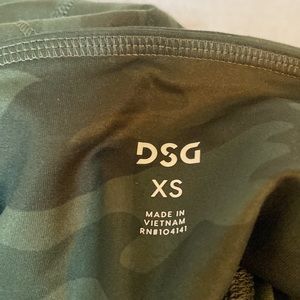 DSG
XS
MADE IN
VIETNAM
RN#104141